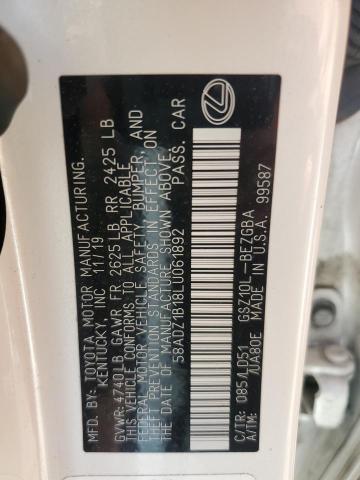 MFD. BY: TOYOTA MOTOR MANUFACTURING.
KENTUCKY, INC 11/19
GVWR:4740LB GAWR FR 2625LB RR 2425 LB
THIS VEHICLE CONFORMS TO ALL APPLICABLE
FEDERAL MOTOR VEHICLE SAFETY, BUMPER, AND
THEFT PREVENTION STANDARDS IN EFFECT ON
THE DATE OF MANUFACTURE SHOWN ABOVE.
58ADZ1B18LU061892 PASS. CAR
C/TR: 085/LD51 GSZ10L-BEZGBA
A/TM: /UA80E MADE IN U.S.A. 99587